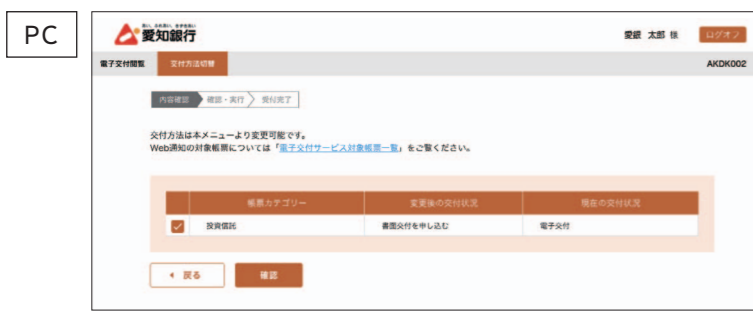 PC
愛知銀行
愛銀 太郎 様
ログオフ
電子交付閲覧
交付方法切替
AKDK002
内容確認
確認・実行
受付完了
交付方法は本メニューより変更可能です。
Web通知の対象帳票については「電子交付サービス対象帳票一覧」をご覧ください。
帳票カテゴリー
変更後の交付状況
現在の交付状況
投資信託
書面交付を申し込む
電子交付
戻る
確認